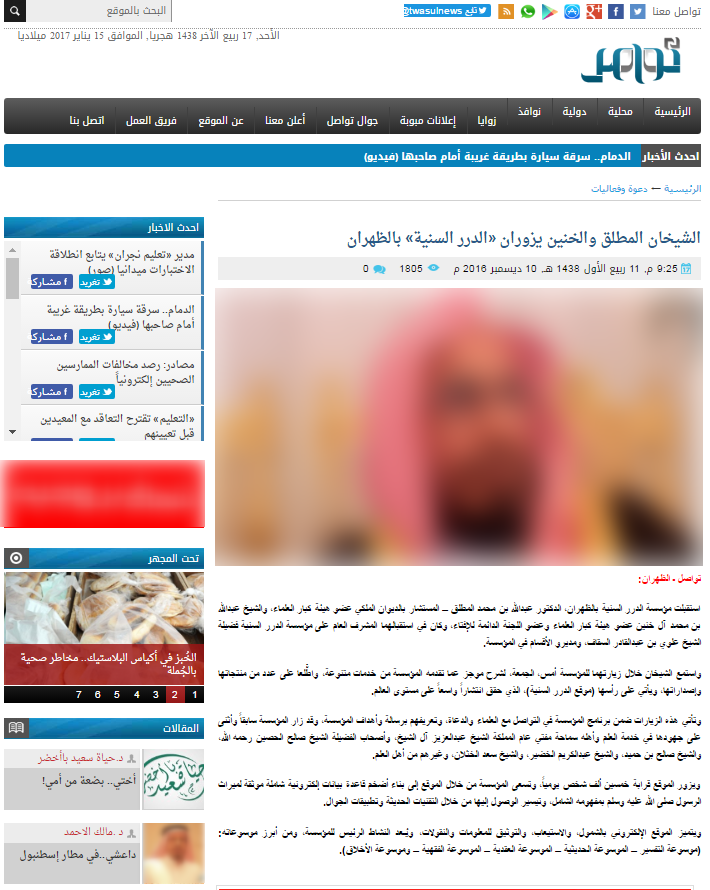 تواصل معنا
تابع @twasulnews
البحث بالموقع
الأحد, 17 ربيع الآخر 1438 هجريا, الموافق 15 يناير 2017 ميلاديا
تواصل
الرئيسية
محلية
دولية
نوافذ
زوايا
إعلانات مبوبة
جوال تواصل
أعلن معنا
عن الموقع
فريق العمل
اتصل بنا
احدث الأخبار
الدمام.. سرقة سيارة بطريقة غريبة أمام صاحبها (فيديو)
الرئيسية ← دعوة وفعاليات
الشيخان المطلق والخنين يزوران «الدرر السنية» بالظهران
9:25 م, 11 ربيع الأول 1438 هـ, 10 ديسمبر 2016 م
1805
0
تواصل - الظهران:
استقبلت مؤسسة الدرر السنية بالظهران، الدكتور عبدالله بن محمد المطلق – المستشار بالديوان الملكي عضو هيئة كبار العلماء، والشيخ عبدالله
بن محمد آل خنين عضو هيئة كبار العلماء وعضو اللجنة الدائمة للإفتاء، وكان في استقبالهما المشرف العام على مؤسسة الدرر السنية فضيلة
الشيخ علوي بن عبدالقادر السقاف، ومديرو الأقسام في المؤسسة.
واستمع الشيخان خلال زيارتهما للمؤسسة أمس، الجمعة، لشرح موجز عما تقدمه المؤسسة من خدمات متنوعة، واطَّلعا على عدد من منتجاتها
وإصداراتها، ويأتي على رأسها (موقع الدرر السنية)، الذي حقق انتشاراً واسعاً على مستوى العالم.
وتأتي هذه الزيارات ضمن برنامج المؤسسة في التواصل مع العلماء والدعاة، وتعريفهم برسالة وأهداف المؤسسة، وقد زار المؤسسة سابقاً وأثنى
على جهودها في خدمة العلم وأهله سماحة مفتي عام المملكة الشيخ عبدالعزيز آل الشيخ، وأصحاب الفضيلة الشيخ صالح الحصين رحمه الله،
والشيخ صالح بن حميد، والشيخ عبدالكريم الخضير، والشيخ سعد الخثلان، وغيرهم من أهل العلم.
ويزور الموقع قرابة خمسين ألف شخص يومياً، وتسعى المؤسسة من خلال الموقع إلى بناء أضخم قاعدة بيانات إلكترونية شاملة موثقة لميراث
الرسول صلى الله عليه وسلم بمفهومه الشامل، وتيسير الوصول إليها من خلال التقنيات الحديثة وتطبيقات الجوال.
ويتميز الموقع الإلكتروني بالشمول، والاستيعاب، والتوثيق للمعلومات والنقولات، ويُعد النشاط الرئيس للمؤسسة، ومن أبرز موسوعاته:
(موسوعة التفسير – الموسوعة الحديثية – الموسوعة العقدية – الموسوعة الفقهية – وموسوعة الأخلاق).
احدث الاخبار
مدير «تعليم نجران» يتابع انطلاقة
الاختبارات ميدانيا (صور)
تغريد
مشاركة
الدمام.. سرقة سيارة بطريقة غريبة
أمام صاحبها (فيديو)
تغريد
مشاركة
مصادر: رصد مخالفات الممارسين
الصحيين إلكترونياً
تغريد
مشاركة
«التعليم» تقترح التعاقد مع المعيدين
قبل تعيينهم
تحت المجهر
الخُبز في أكياس البلاستيك.. مخاطر صحية
بالجُملة"
1 2 3 4 5 6 7
المقالات
د.حياة سعيد باأخضر
أختي.. بضعة من أمي!
د .مالك الاحمد
داعشي..في مطار إسطنبول